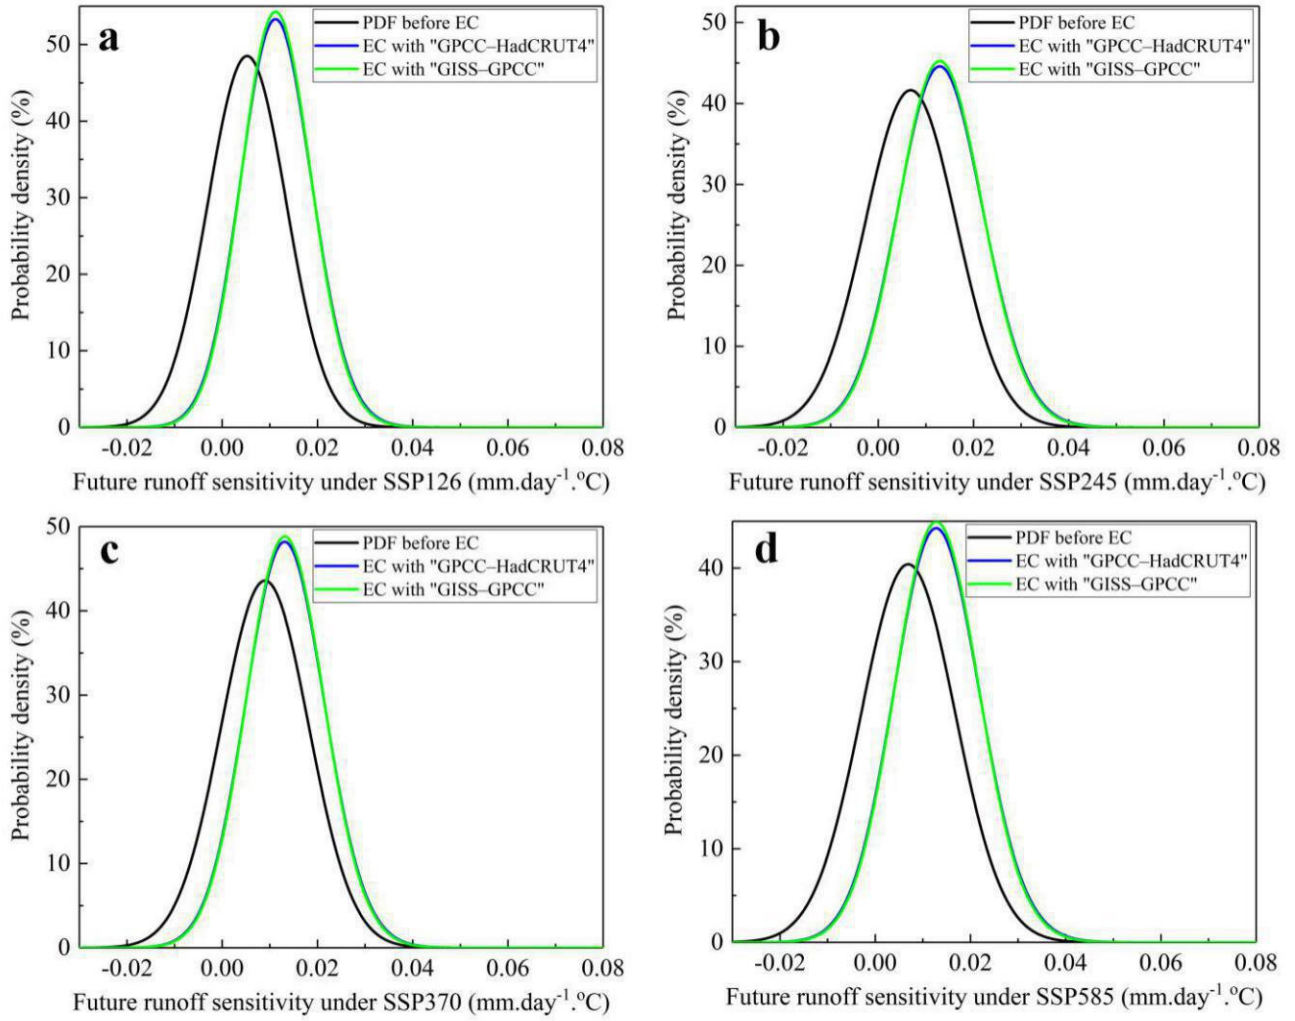 a
PDF before EC
EC with "GPCC–HadCRUT4"
EC with "GISS–GPCC"
Probability density (%)
50
40
30
20
10
0
-0.02 0.00 0.02 0.04 0.06 0.08
Future runoff sensitivity under SSP126 (mm.day⁻¹.ºC)
b
PDF before EC
EC with "GPCC–HadCRUT4"
EC with "GISS–GPCC"
Probability density (%)
50
40
30
20
10
0
-0.02 0.00 0.02 0.04 0.06 0.08
Future runoff sensitivity under SSP245 (mm.day⁻¹.ºC)
c
PDF before EC
EC with "GPCC–HadCRUT4"
EC with "GISS–GPCC"
Probability density (%)
50
40
30
20
10
0
-0.02 0.00 0.02 0.04 0.06 0.08
Future runoff sensitivity under SSP370 (mm.day⁻¹.ºC)
d
PDF before EC
EC with "GPCC–HadCRUT4"
EC with "GISS–GPCC"
Probability density (%)
40
30
20
10
0
-0.02 0.00 0.02 0.04 0.06 0.08
Future runoff sensitivity under SSP585 (mm.day⁻¹.ºC)